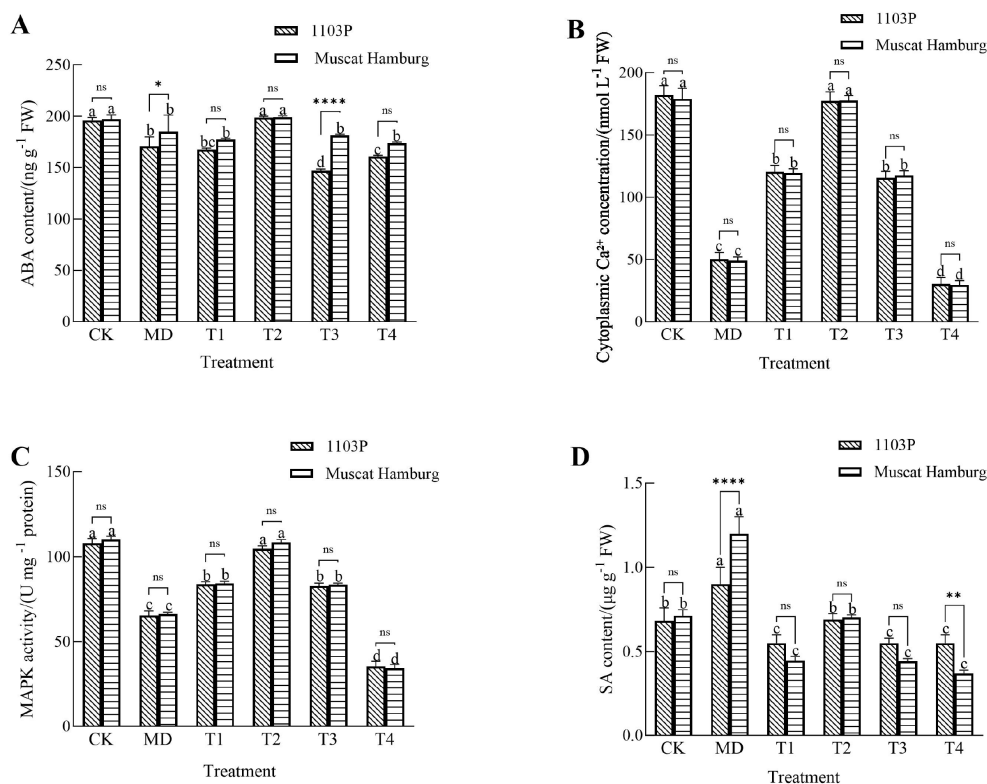 A
1103P
Muscat Hamburg
ABA content/(ng g⁻¹ FW)
250
200
150
100
50
0
ns
*
ns
ns
****
ns
a a
b b
bc b
a a
d b
c b
CK MD T1 T2 T3 T4
Treatment
B
1103P
Muscat Hamburg
Cytoplasmic Ca²⁺ concentration/(nmol L⁻¹ FW)
200
150
100
50
0
ns
ns
ns
ns
ns
ns
a a
c c
b b
a a
b b
d d
CK MD T1 T2 T3 T4
Treatment
C
1103P
Muscat Hamburg
MAPK activity/(U mg ⁻¹ protein)
150
100
50
0
ns
ns
ns
ns
ns
ns
a a
c c
b b
a a
b b
d d
CK MD T1 T2 T3 T4
Treatment
D
1103P
Muscat Hamburg
SA content/(μg g⁻¹ FW)
1.5
1.0
0.5
0.0
ns
****
ns
ns
ns
**
b b
a a
c c
b b
c c
c c
CK MD T1 T2 T3 T4
Treatment